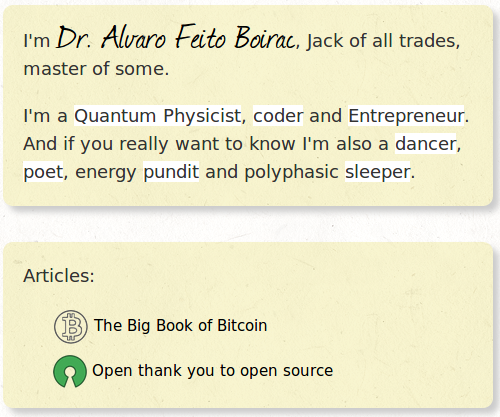 I'm Dr. Alvaro Feito Boirac, Jack of all trades,
master of some.
I'm a Quantum Physicist, coder and Entrepreneur.
And if you really want to know I'm also a dancer,
poet, energy pundit and polyphasic sleeper.
Articles:
The Big Book of Bitcoin
Open thank you to open source